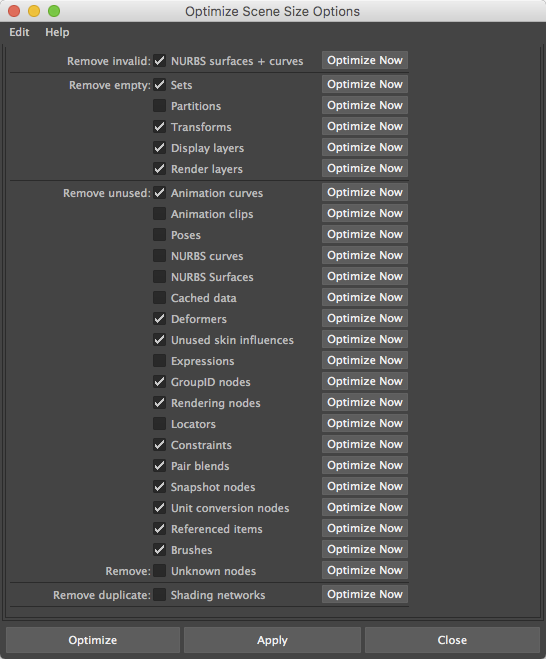 Optimize Scene Size Options
Edit Help
Remove invalid: NURBS surfaces + curves Optimize Now
Remove empty: Sets Optimize Now
Partitions Optimize Now
Transforms Optimize Now
Display layers Optimize Now
Render layers Optimize Now
Remove unused: Animation curves Optimize Now
Animation clips Optimize Now
Poses Optimize Now
NURBS curves Optimize Now
NURBS Surfaces Optimize Now
Cached data Optimize Now
Deformers Optimize Now
Unused skin influences Optimize Now
Expressions Optimize Now
GroupID nodes Optimize Now
Rendering nodes Optimize Now
Locators Optimize Now
Constraints Optimize Now
Pair blends Optimize Now
Snapshot nodes Optimize Now
Unit conversion nodes Optimize Now
Referenced items Optimize Now
Brushes Optimize Now
Remove: Unknown nodes Optimize Now
Remove duplicate: Shading networks Optimize Now
Optimize Apply Close